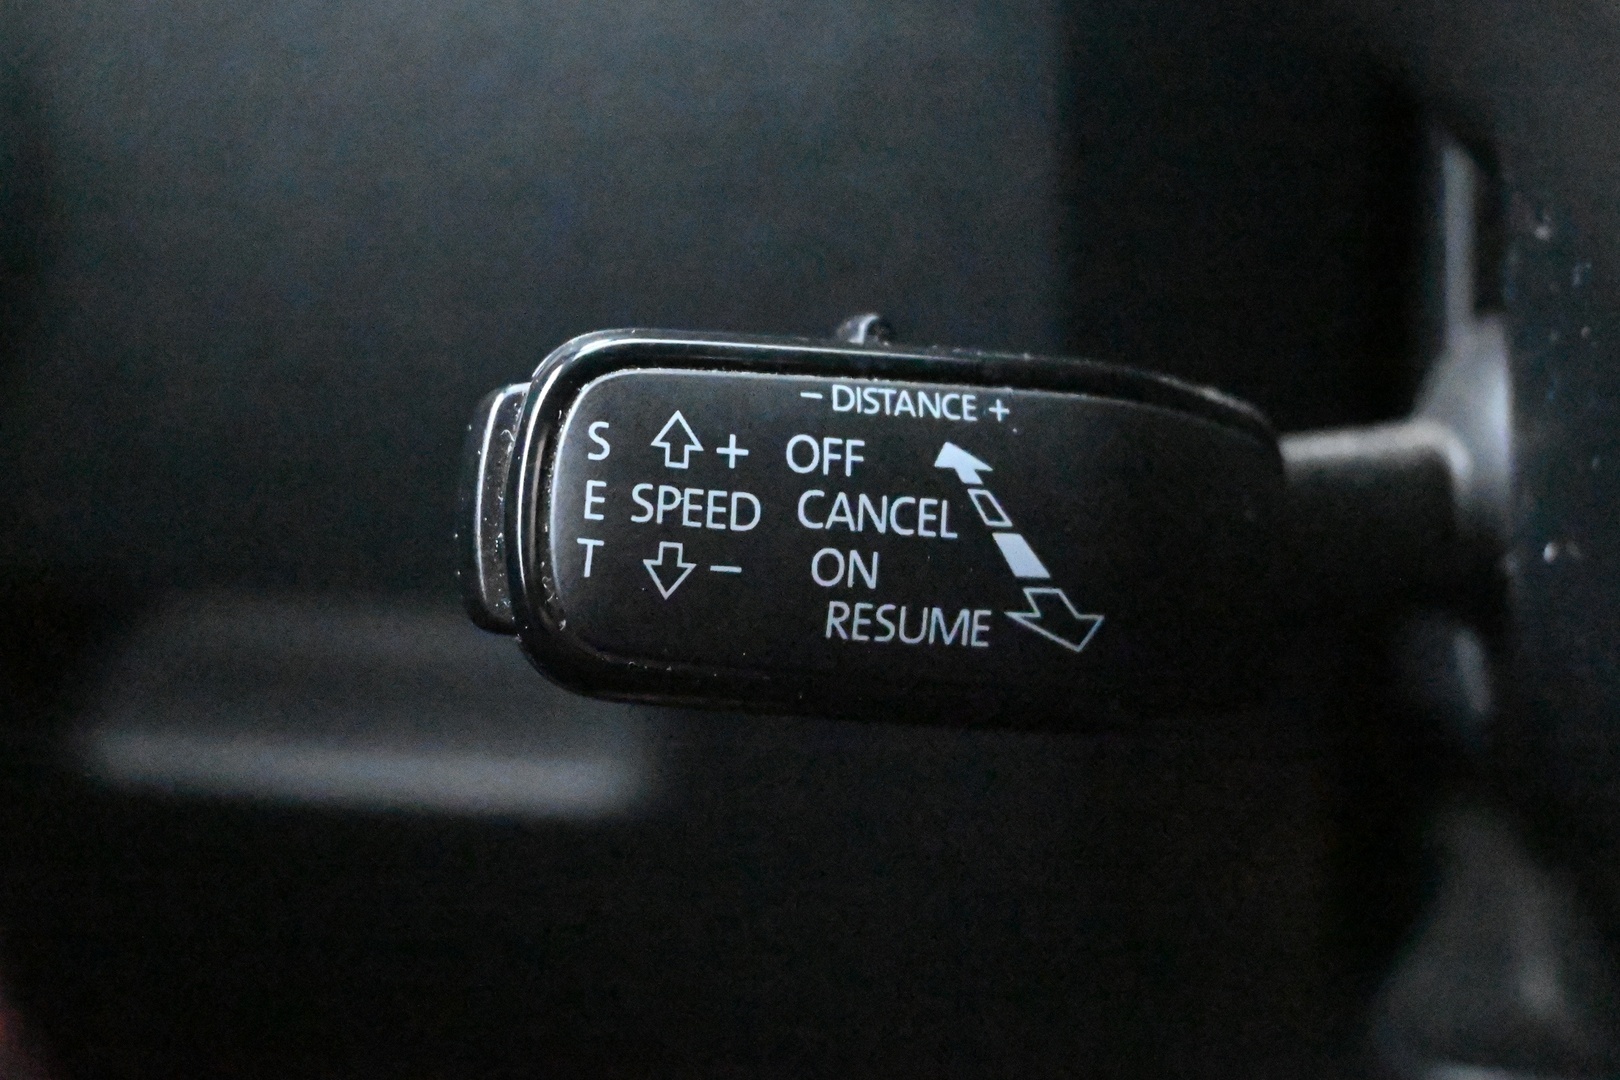 – DISTANCE +
S + OFF
E SPEED CANCEL
T – ON
RESUME